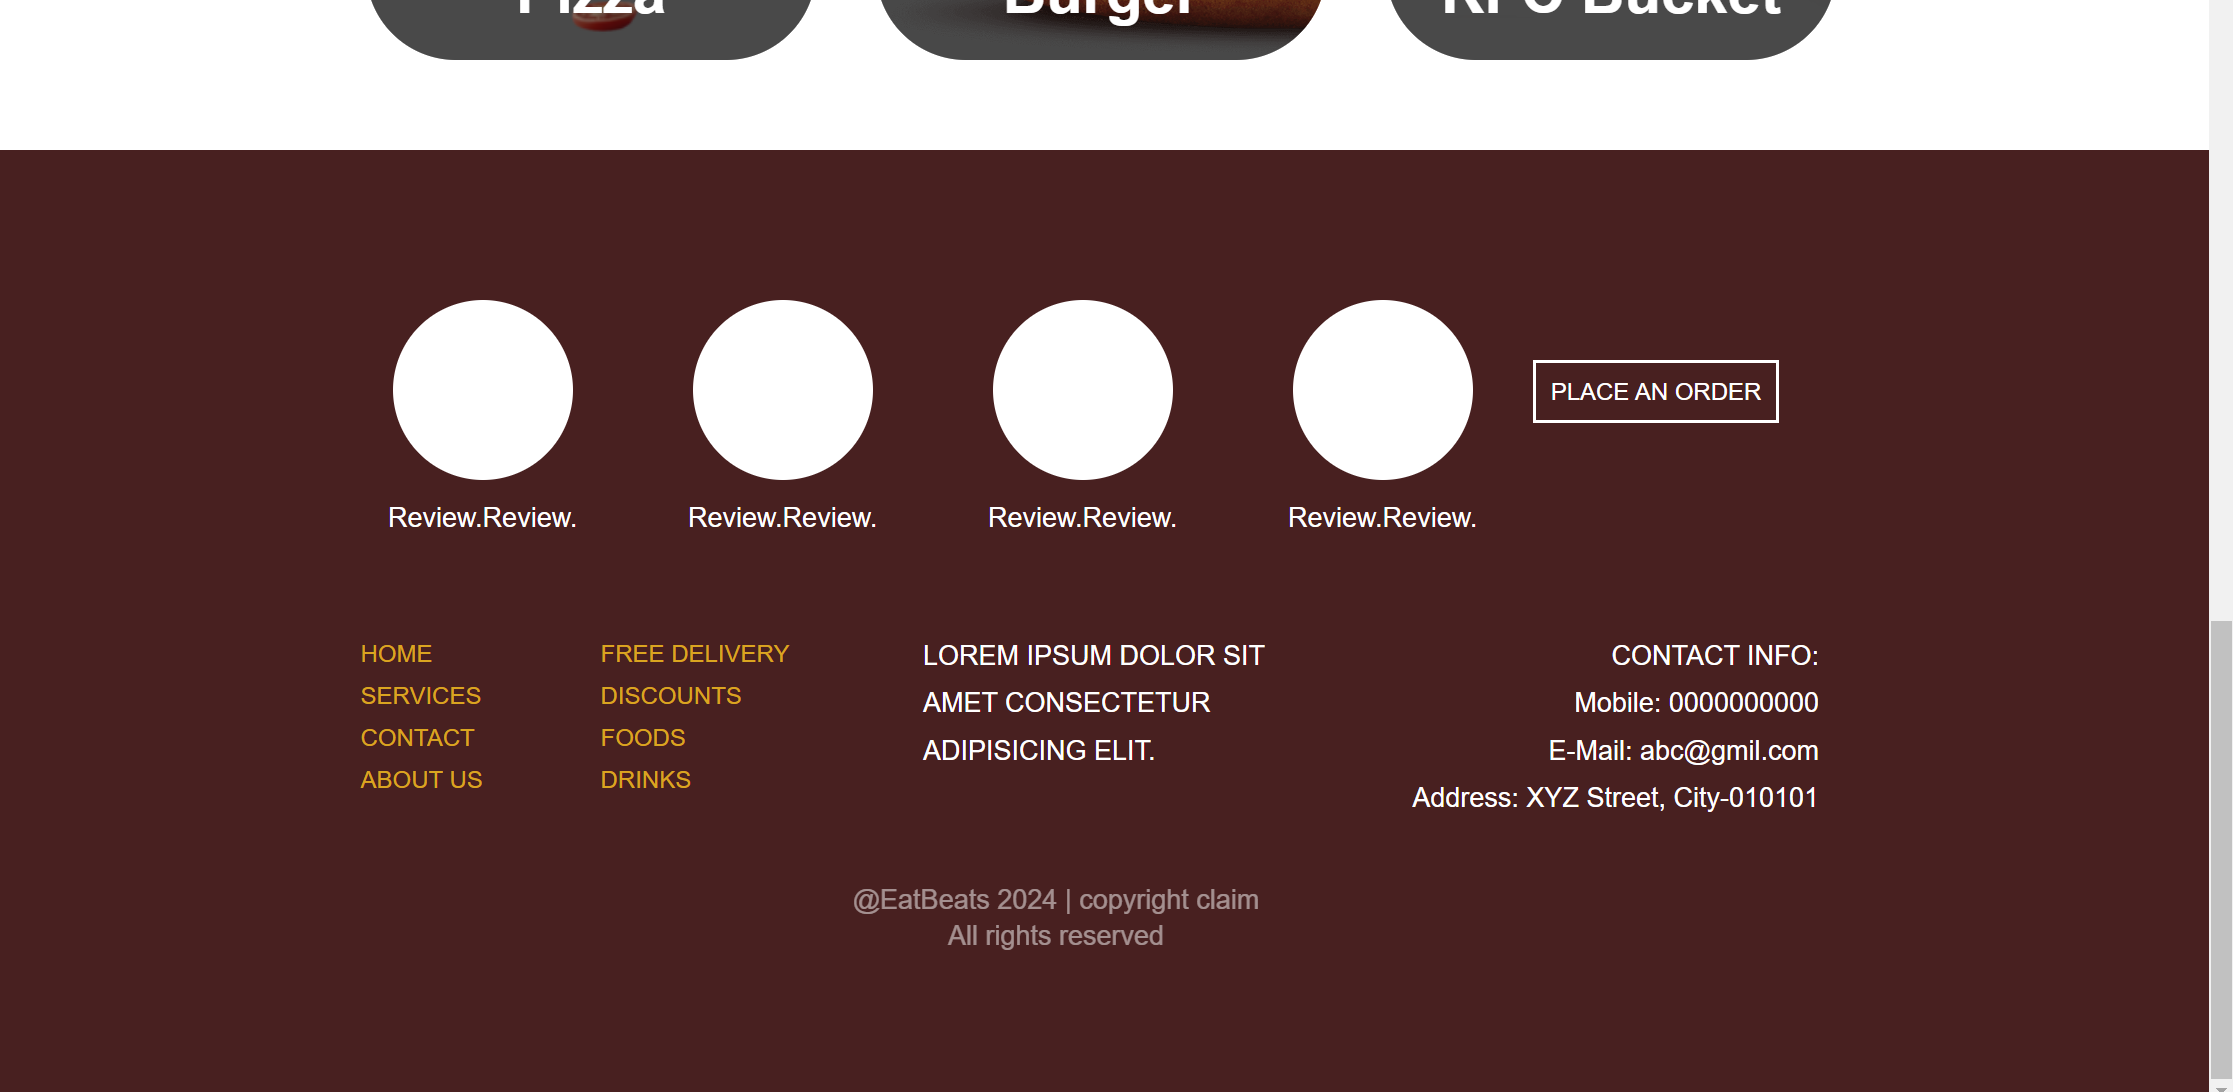 Pizza
Burger
KFC Bucket
PLACE AN ORDER
Review.Review.
Review.Review.
Review.Review.
Review.Review.
HOME
SERVICES
CONTACT
ABOUT US
FREE DELIVERY
DISCOUNTS
FOODS
DRINKS
LOREM IPSUM DOLOR SIT
AMET CONSECTETUR
ADIPISICING ELIT.
CONTACT INFO:
Mobile: 0000000000
E-Mail: abc@gmil.com
Address: XYZ Street, City-010101
@EatBeats 2024 | copyright claim
All rights reserved